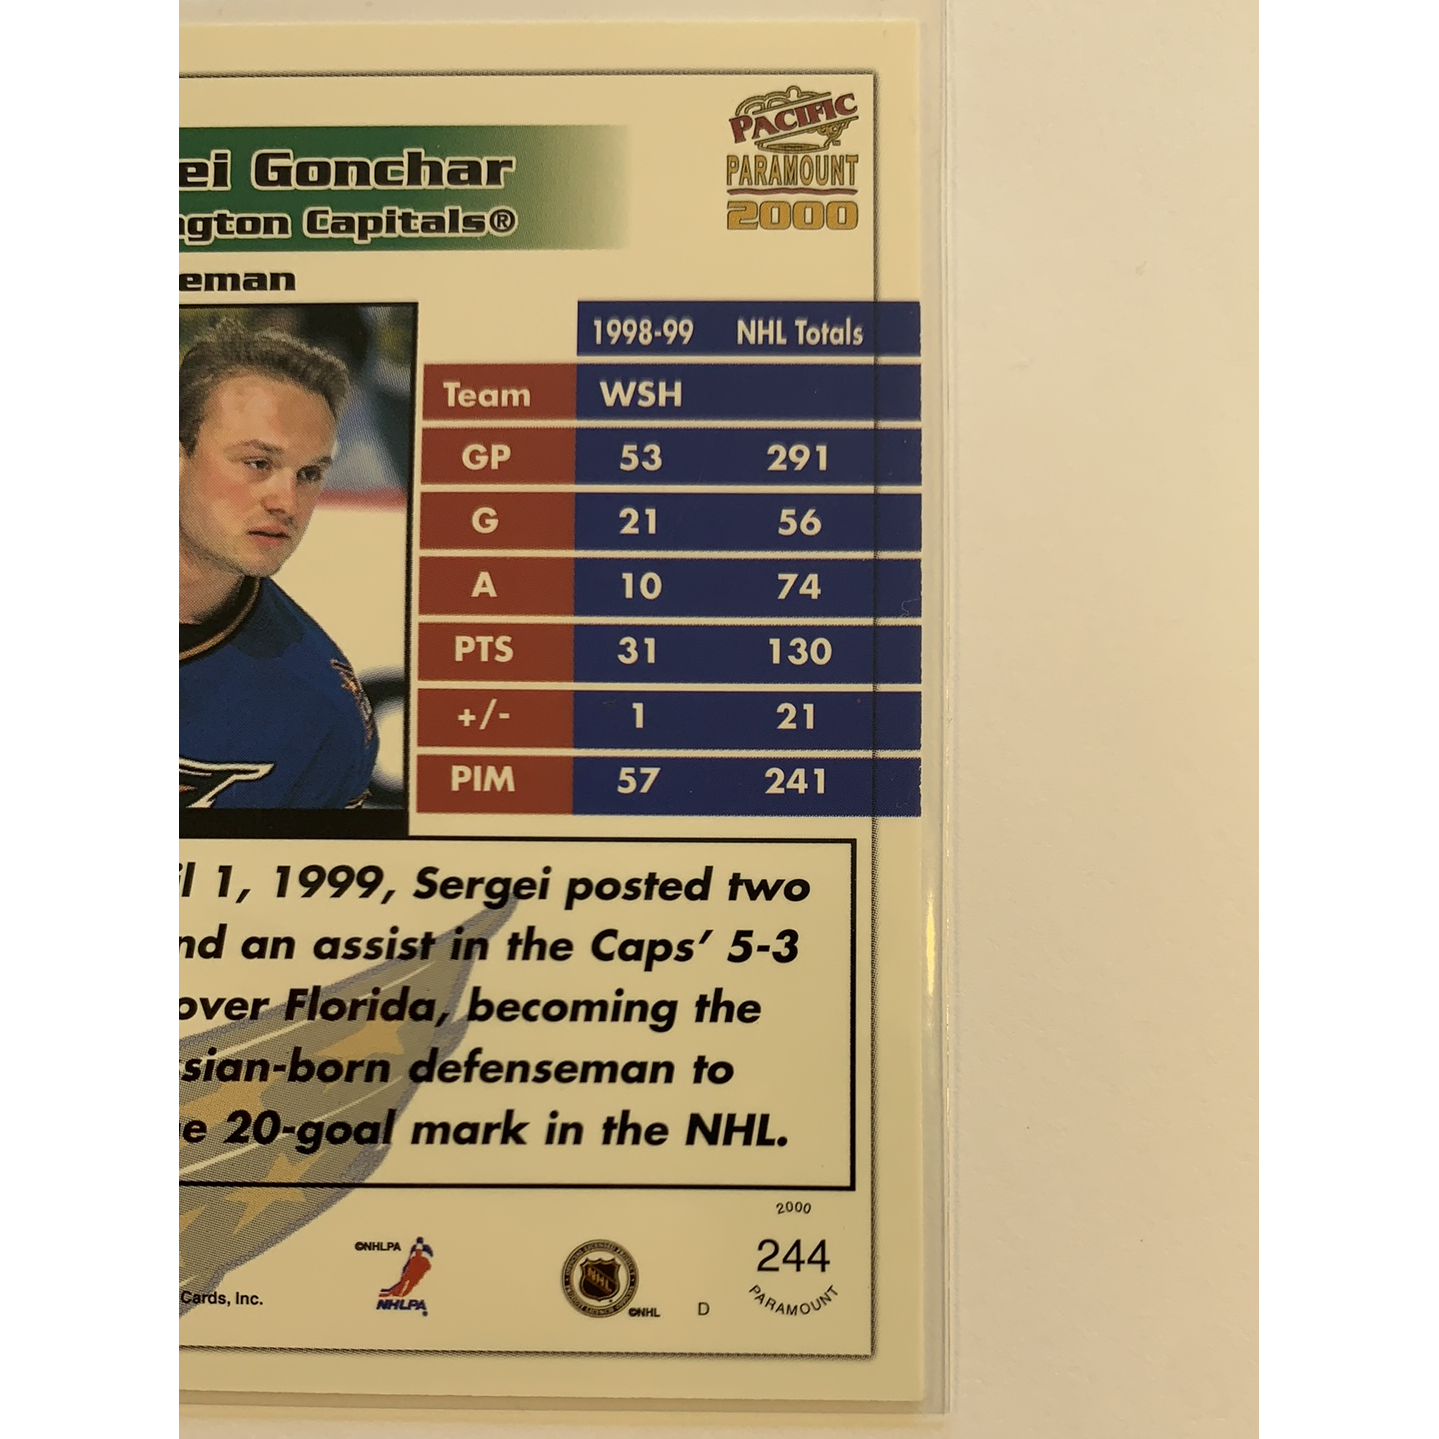 PACIFIC
PARAMOUNT
2000
ei Gonchar
ngton Capitals®
eman
1998-99 NHL Totals
Team WSH
GP 53 291
G 21 56
A 10 74
PTS 31 130
+/- 1 21
PIM 57 241
il 1, 1999, Sergei posted two
nd an assist in the Caps' 5-3
over Florida, becoming the
sian-born defenseman to
e 20-goal mark in the NHL.
2000
244
PARAMOUNT
©NHLPA
NHLPA
NHL
©NHL
D
Cards, Inc.